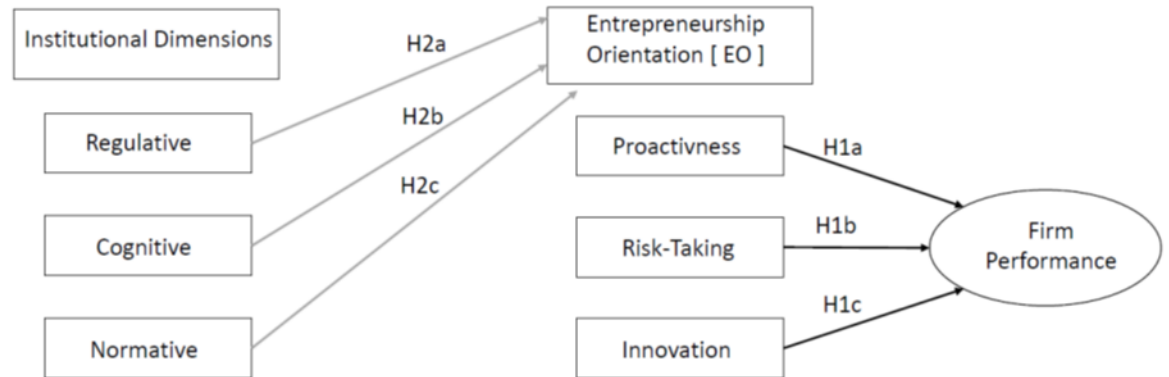 Institutional Dimensions
Entrepreneurship
Orientation [ EO ]
H2a
H2b
H2c
Regulative
Cognitive
Normative
Proactivness
Risk-Taking
Innovation
H1a
H1b
H1c
Firm
Performance